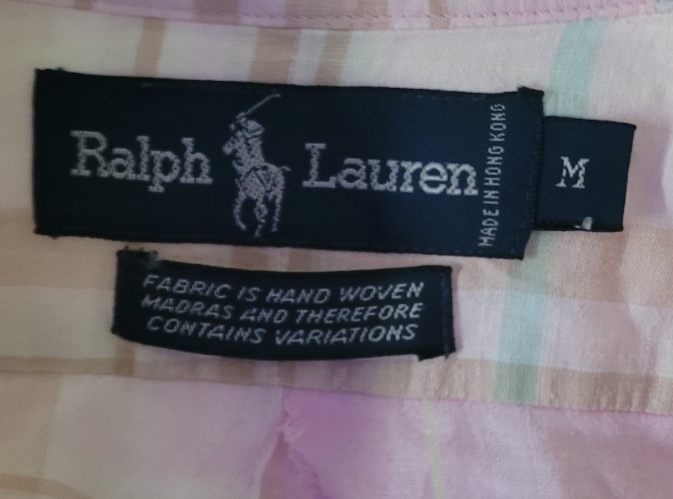 Ralph Lauren
MADE IN HONG KONG
M
FABRIC IS HAND WOVEN
MADRAS AND THEREFORE
CONTAINS VARIATIONS